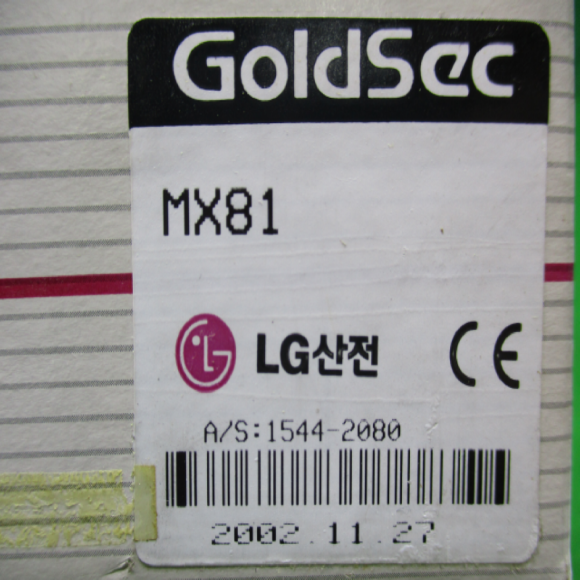 GoldSec
MX81
LG산전 CE
A/S:1544-2080
2002.11.27